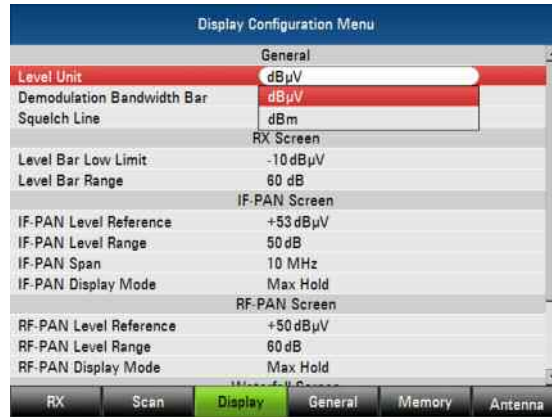 Display Configuration Menu
General
Level Unit dBµV
Demodulation Bandwidth Bar dBµV
Squelch Line dBm
RX Screen
Level Bar Low Limit -10 dBµV
Level Bar Range 60 dB
IF-PAN Screen
IF-PAN Level Reference +53 dBµV
IF-PAN Level Range 50 dB
IF-PAN Span 10 MHz
IF-PAN Display Mode Max Hold
RF-PAN Screen
RF-PAN Level Reference +50 dBµV
RF-PAN Level Range 60 dB
RF-PAN Display Mode Max Hold
Waterfall Screen
RX Scan Display General Memory Antenna